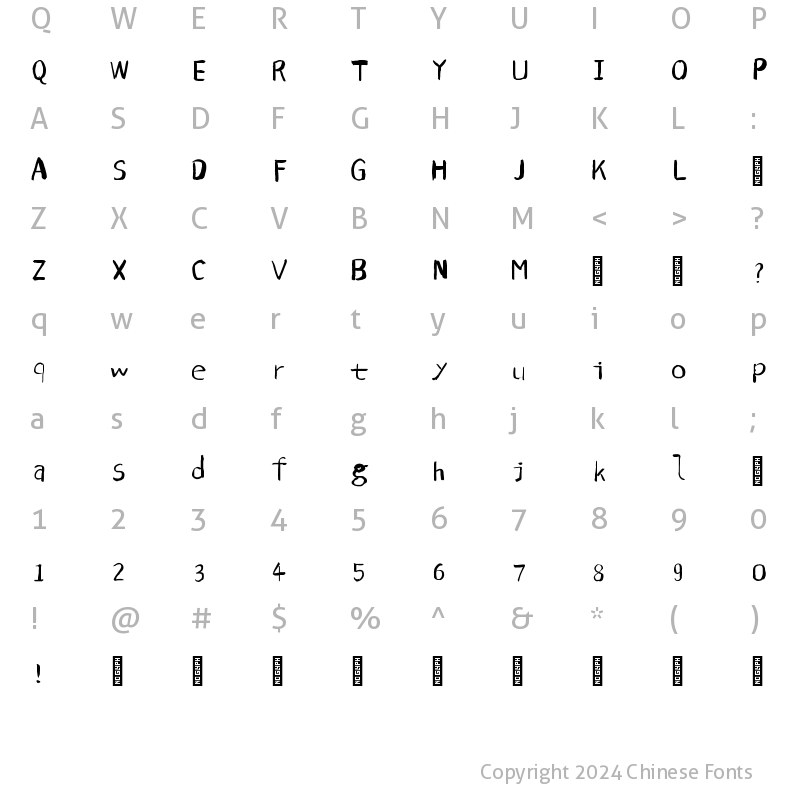 Q W E R T Y U I O P
Q W E R T Y U I O P
A S D F G H J K L :
A S D F G H J K L NO GLYPH
Z X C V B N M < > ?
Z X C V B N M NO GLYPH NO GLYPH ?
q w e r t y u i o p
q w e r t y u i o p
a s d f g h j k l ;
a s d f g h j k l NO GLYPH
1 2 3 4 5 6 7 8 9 0
1 2 3 4 5 6 7 8 9 0
! @ # $ % ^ & * ( )
! NO GLYPH NO GLYPH NO GLYPH NO GLYPH NO GLYPH NO GLYPH NO GLYPH NO GLYPH NO GLYPH
Copyright 2024 Chinese Fonts